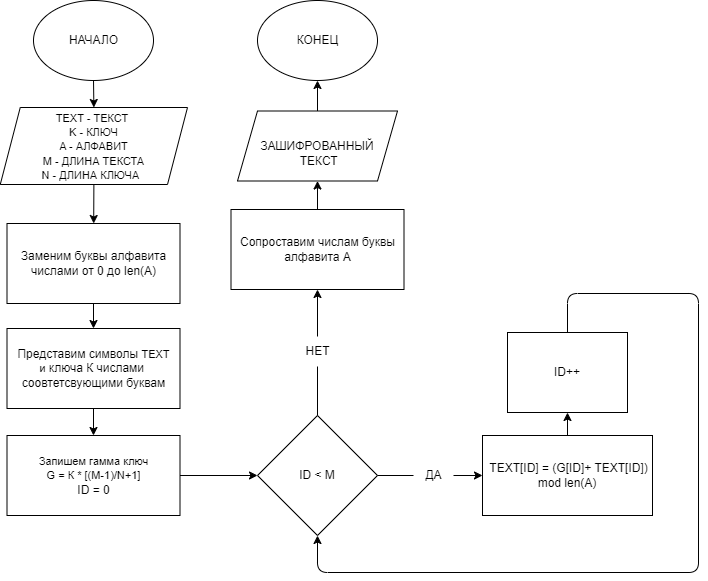 НАЧАЛО
TEXT - ТЕКСТ
K - КЛЮЧ
A - АЛФАВИТ
M - ДЛИНА ТЕКСТА
N - ДЛИНА КЛЮЧА
Заменим буквы алфавита
числами от 0 до len(A)
Представим символы TEXT
и ключа K числами
соовтетсвующими буквам
Запишем гамма ключ
G = K * [(M-1)/N+1]
ID = 0
КОНЕЦ
ЗАШИФРОВАННЫЙ
ТЕКСТ
Сопроставим числам буквы
алфавита A
НЕТ
ID < M
ДА
TEXT[ID] = (G[ID]+ TEXT[ID])
mod len(A)
ID++